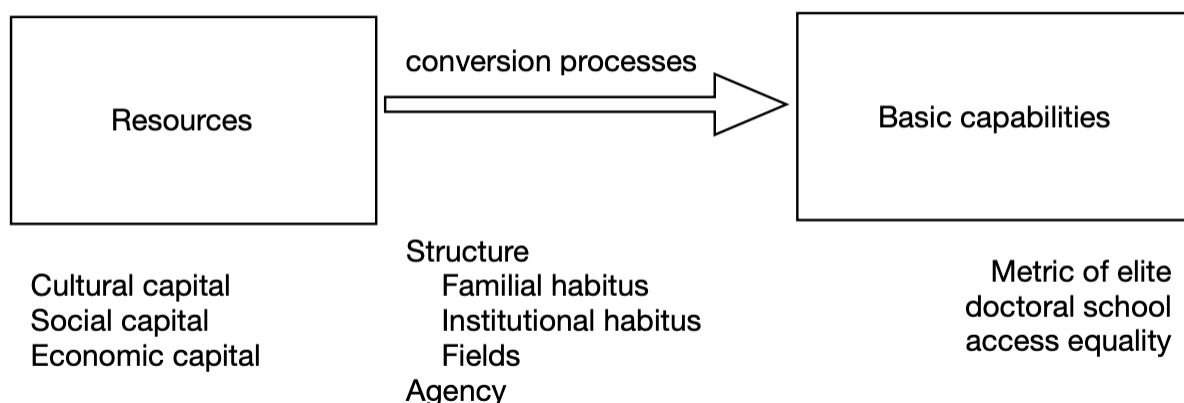 Resources
conversion processes
Basic capabilities
Cultural capital
Social capital
Economic capital
Structure
Familial habitus
Institutional habitus
Fields
Agency
Metric of elite
doctoral school
access equality